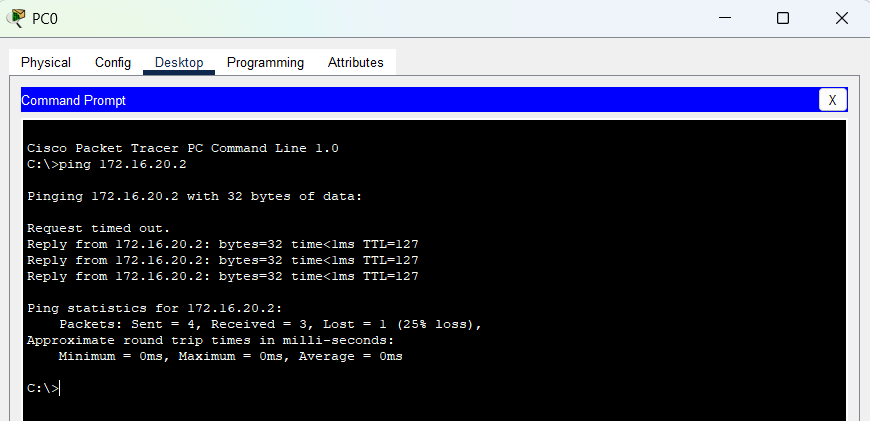 PC0
Physical Config Desktop Programming Attributes
Command Prompt X
Cisco Packet Tracer PC Command Line 1.0
C:\>ping 172.16.20.2
Pinging 172.16.20.2 with 32 bytes of data:
Request timed out.
Reply from 172.16.20.2: bytes=32 time<1ms TTL=127
Reply from 172.16.20.2: bytes=32 time<1ms TTL=127
Reply from 172.16.20.2: bytes=32 time<1ms TTL=127
Ping statistics for 172.16.20.2:
    Packets: Sent = 4, Received = 3, Lost = 1 (25% loss),
Approximate round trip times in milli-seconds:
    Minimum = 0ms, Maximum = 0ms, Average = 0ms
C:\>